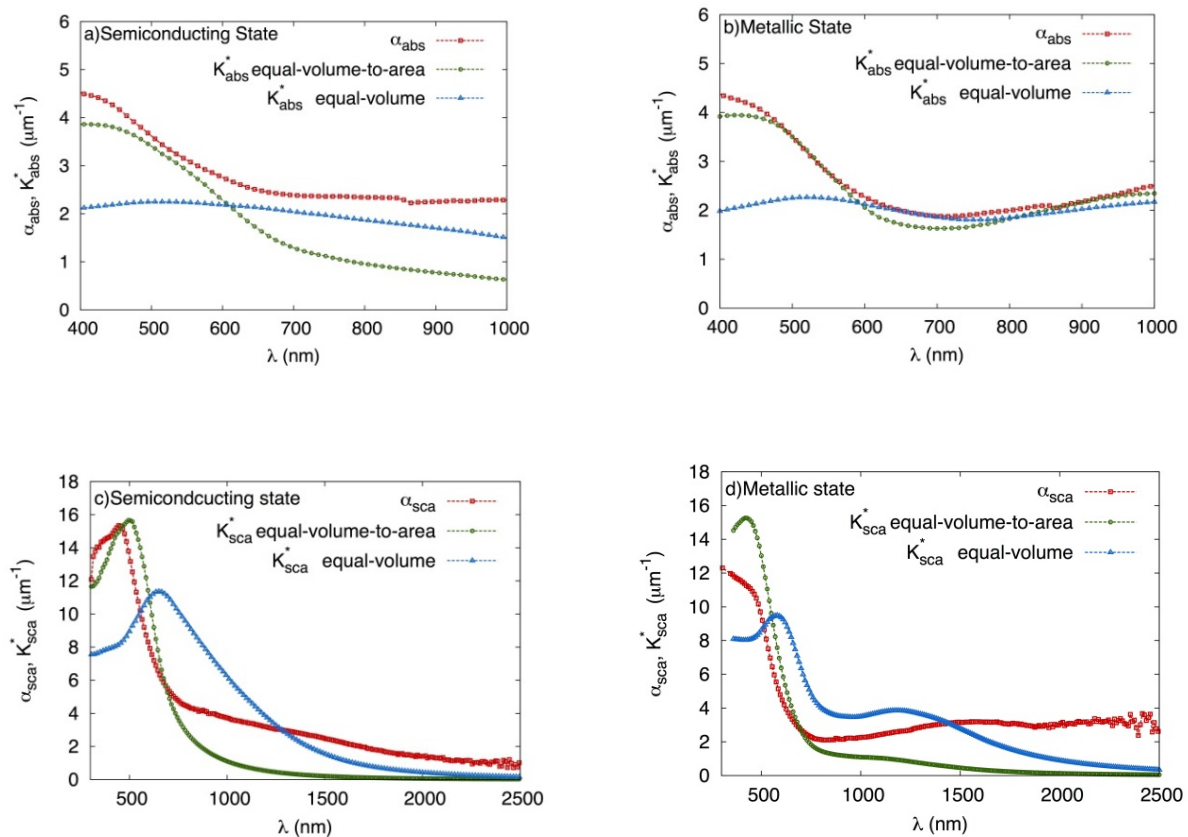 a)Semiconducting State
α_abs
K*_abs equal-volume-to-area
K*_abs equal-volume
α_abs, K*_abs (μm⁻¹)
6
5
4
3
2
1
0
400 500 600 700 800 900 1000
λ (nm)
b)Metallic State
α_abs
K*_abs equal-volume-to-area
K*_abs equal-volume
α_abs, K*_abs (μm⁻¹)
6
5
4
3
2
1
0
400 500 600 700 800 900 1000
λ (nm)
c)Semicondcucting state
α_sca
K*_sca equal-volume-to-area
K*_sca equal-volume
α_sca, K*_sca (μm⁻¹)
18
16
14
12
10
8
6
4
2
0
500 1000 1500 2000 2500
λ (nm)
d)Metallic state
α_sca
K*_sca equal-volume-to-area
K*_sca equal-volume
α_sca, K*_sca (μm⁻¹)
18
16
14
12
10
8
6
4
2
0
500 1000 1500 2000 2500
λ (nm)